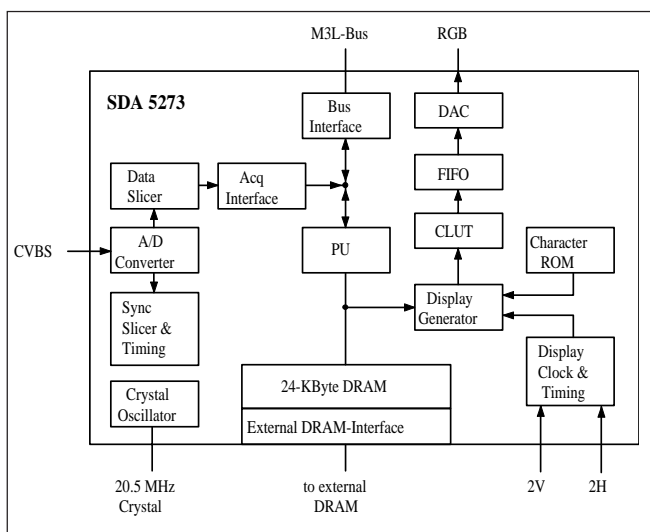 M3L-Bus
RGB
SDA 5273
Bus
Interface
DAC
Data
Slicer
Acq
Interface
FIFO
CVBS
A/D
Converter
PU
CLUT
Character
ROM
Sync
Slicer &
Timing
Display
Generator
Display
Clock &
Timing
24-KByte DRAM
Crystal
Oscillator
External DRAM-Interface
20.5 MHz
Crystal
to external
DRAM
2V
2H